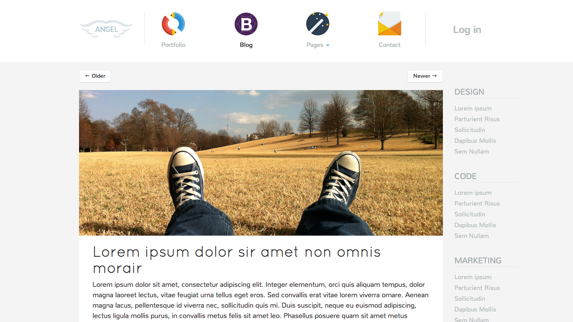 ANGEL
Portfolio
B
Blog
Pages
Contact
Log in
← Older
Newer →
Lorem ipsum dolor sir amet non omnis
morair
Lorem ipsum dolor sit amet, consectetur adipiscing elit. Integer elementum, orci quis aliquam tempus, dolor
magna laoreet lectus, vitae feugiat urna tellus eget eros. Sed convallis erat vitae lorem viverra ornare. Aenean
magna lacus, pellentesque id viverra nec, sollicitudin quis mi. Duis suscipit, neque eu euismod adipiscing,
lectus ligula mollis purus, in convallis metus felis sit amet leo. Phasellus posuere quam sit amet metus
DESIGN
Lorem ipsum
Parturient Risus
Sollicitudin
Dapibus Mollis
Sem Nullam
CODE
Lorem ipsum
Parturient Risus
Sollicitudin
Dapibus Mollis
Sem Nullam
MARKETING
Lorem ipsum
Parturient Risus
Sollicitudin
Dapibus Mollis
Sem Nullam